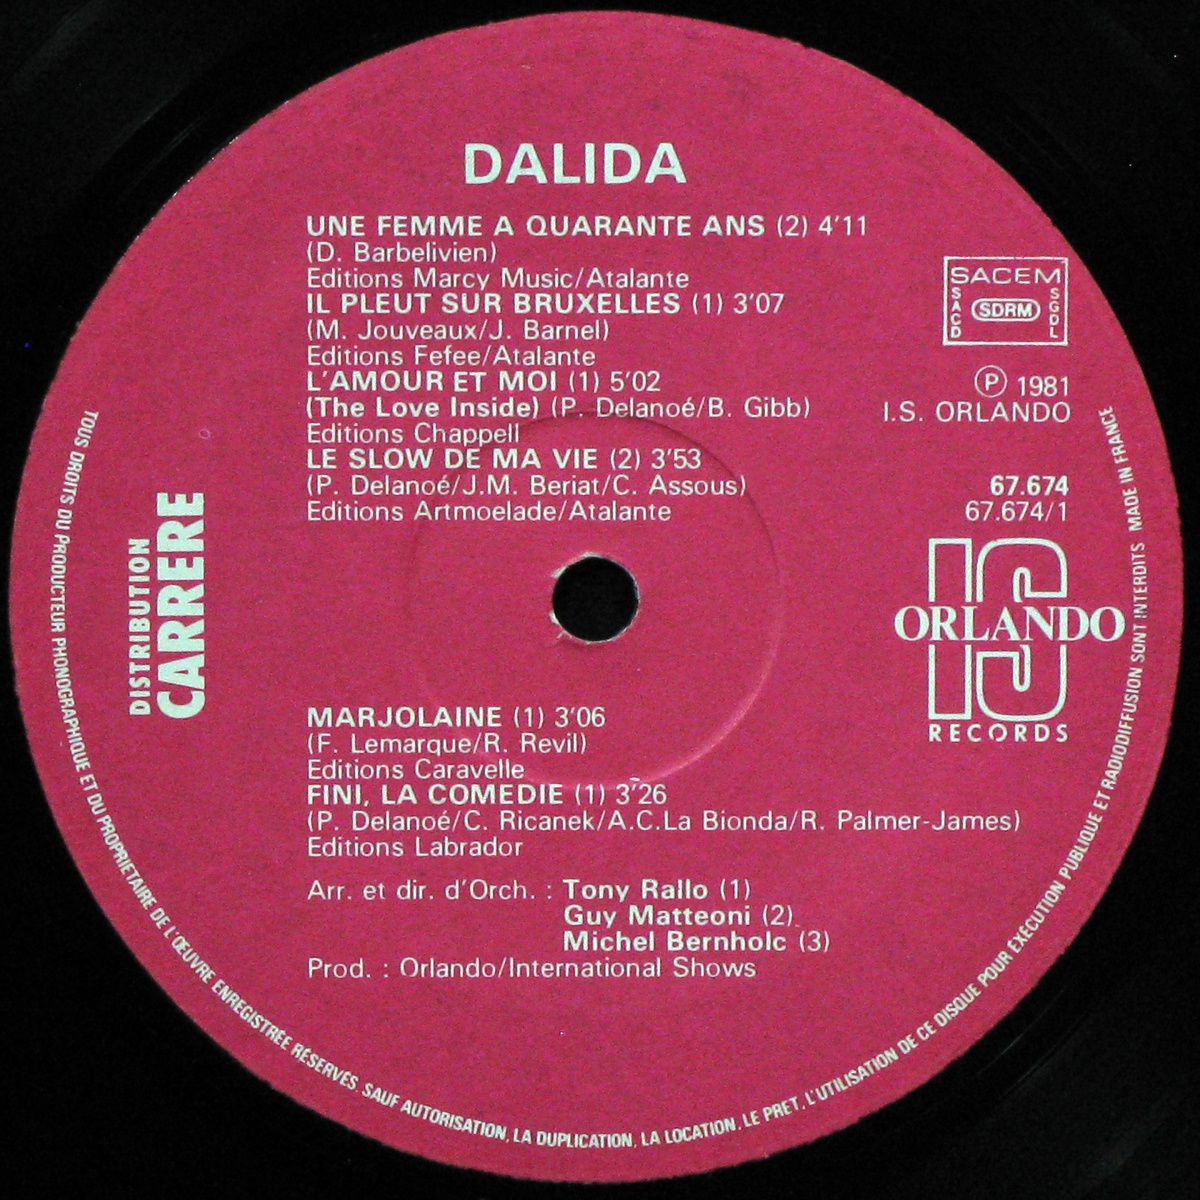 DALIDA
UNE FEMME A QUARANTE ANS (2) 4'11
(D. Barbelivien)
Editions Marcy Music/Atalante
IL PLEUT SUR BRUXELLES (1) 3'07
(M. Jouveaux/J. Barnel)
Editions Fefee/Atalante
L'AMOUR ET MOI (1) 5'02
(The Love Inside) (P. Delanoé/B. Gibb)
Editions Chappell
LE SLOW DE MA VIE (2) 3'53
(P. Delanoé/J.M. Beriat/C. Assous)
Editions Artmoelade/Atalante
SACEM
SACD
SDRM
SGDL
Ⓟ 1981
I.S. ORLANDO
67.674
67.674/1
IS
ORLANDO
RECORDS
DISTRIBUTION
CARRERE
MARJOLAINE (1) 3'06
(F. Lemarque/R. Revil)
Editions Caravelle
FINI, LA COMEDIE (1) 3'26
(P. Delanoé/C. Ricanek/A.C.La Bionda/R. Palmer-James)
Editions Labrador
Arr. et dir. d'Orch. : Tony Rallo (1)
Guy Matteoni (2)
Michel Bernholc (3)
Prod. : Orlando/International Shows
TOUS DROITS DU PRODUCTEUR PHONOGRAPHIQUE ET DU PROPRIETAIRE DE L'ŒUVRE ENREGISTRÉE RÉSERVÉS. SAUF AUTORISATION, LA DUPLICATION, LA LOCATION, LE PRET, L'UTILISATION DE CE DISQUE POUR EXÉCUTION PUBLIQUE ET RADIODIFFUSION SONT INTERDITS MADE IN FRANCE